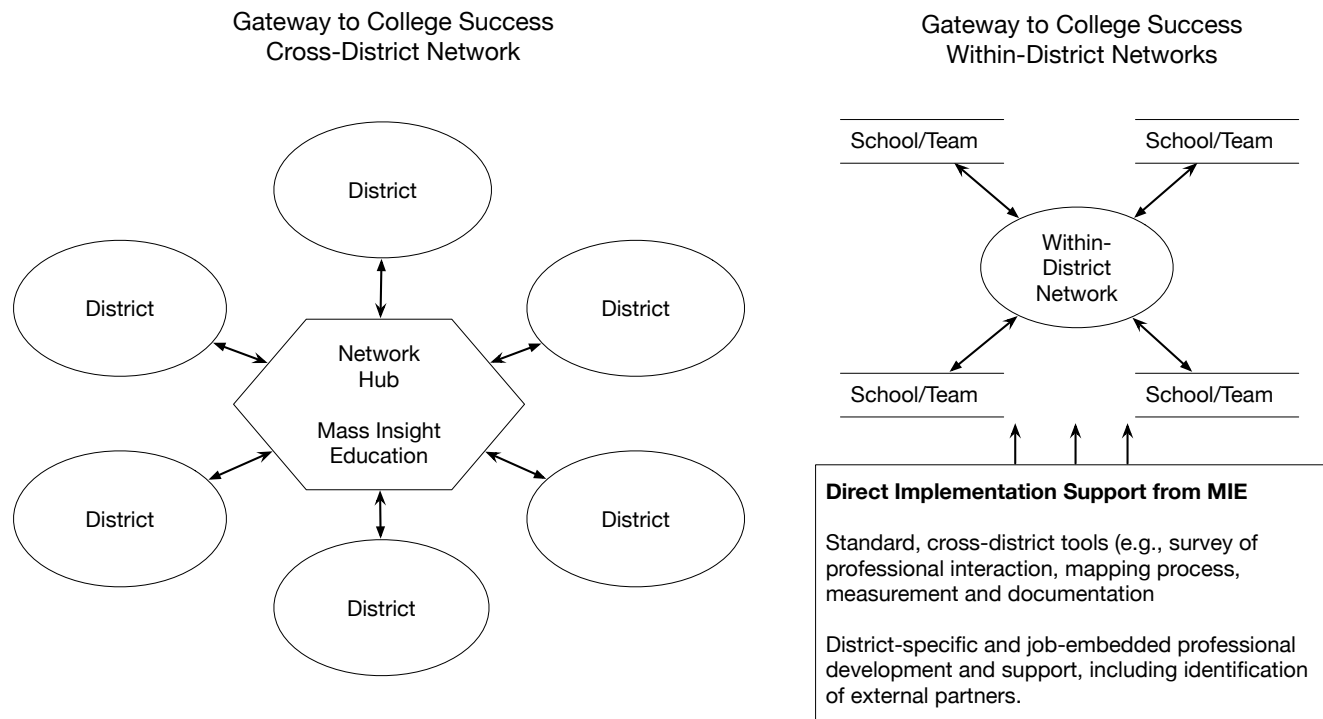 Gateway to College Success
Cross-District Network
District
District
District
Network
Hub
Mass Insight
Education
District
District
District
Gateway to College Success
Within-District Networks
School/Team
School/Team
Within-
District
Network
School/Team
School/Team
Direct Implementation Support from MIE
Standard, cross-district tools (e.g., survey of
professional interaction, mapping process,
measurement and documentation
District-specific and job-embedded professional
development and support, including identification
of external partners.